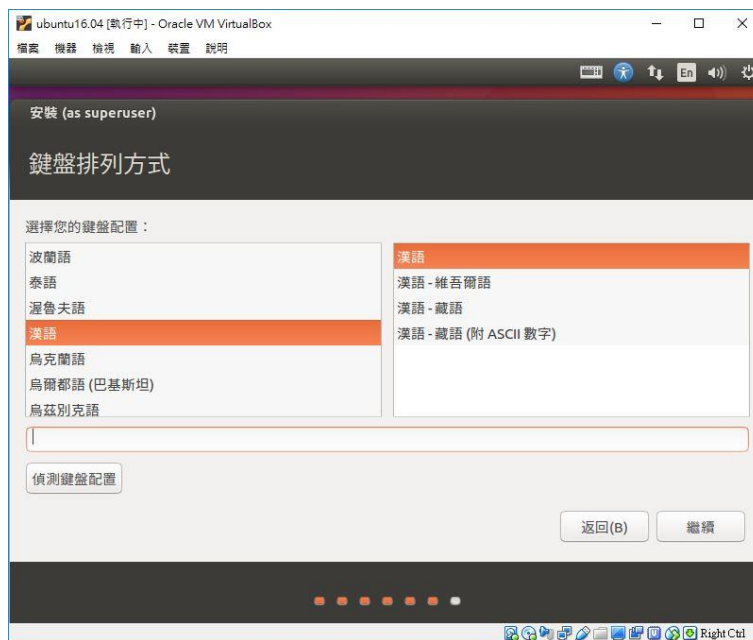 ubuntu16.04 [執行中] - Oracle VM VirtualBox
檔案 機器 檢視 輸入 裝置 說明
En
安裝 (as superuser)
鍵盤排列方式
選擇您的鍵盤配置：
波蘭語
泰語
渥魯夫語
漢語
烏克蘭語
烏爾都語 (巴基斯坦)
烏茲別克語
漢語
漢語 - 維吾爾語
漢語 - 藏語
漢語 - 藏語 (附 ASCII 數字)
偵測鍵盤配置
返回(B) 繼續
Right Ctrl